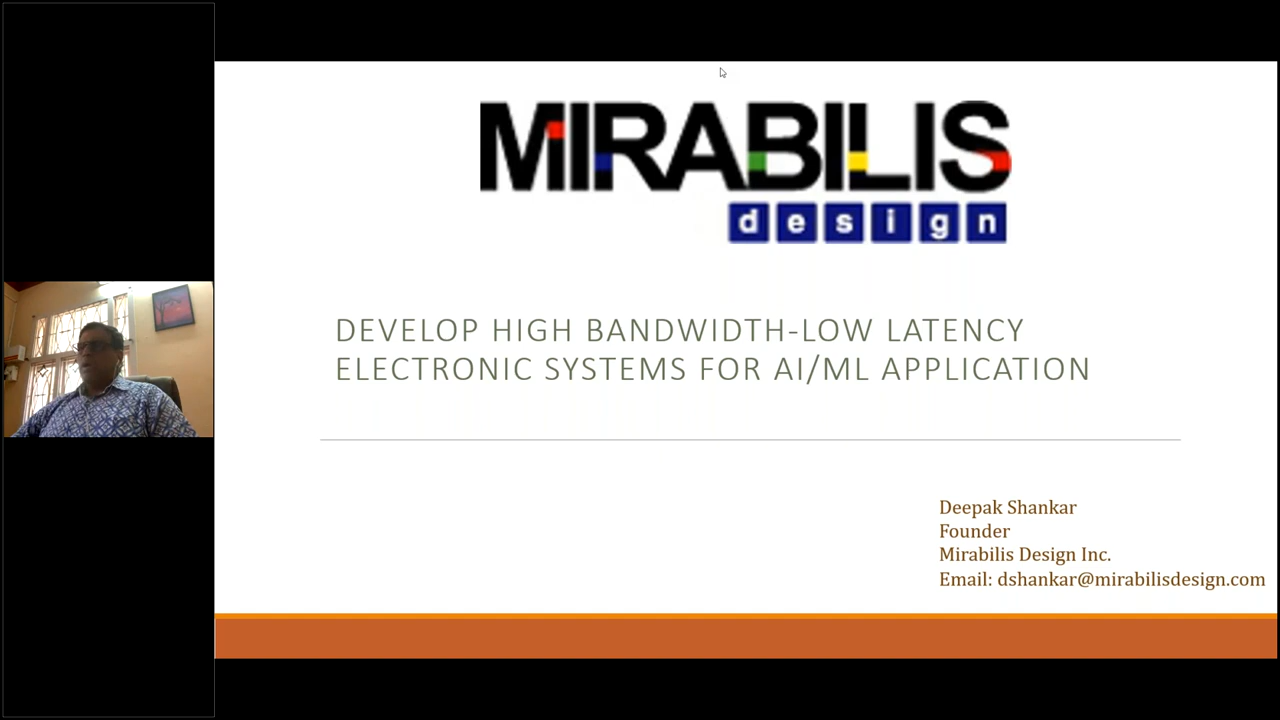 MIRABILIS
design
DEVELOP HIGH BANDWIDTH-LOW LATENCY
ELECTRONIC SYSTEMS FOR AI/ML APPLICATION
Deepak Shankar
Founder
Mirabilis Design Inc.
Email: dshankar@mirabilisdesign.com